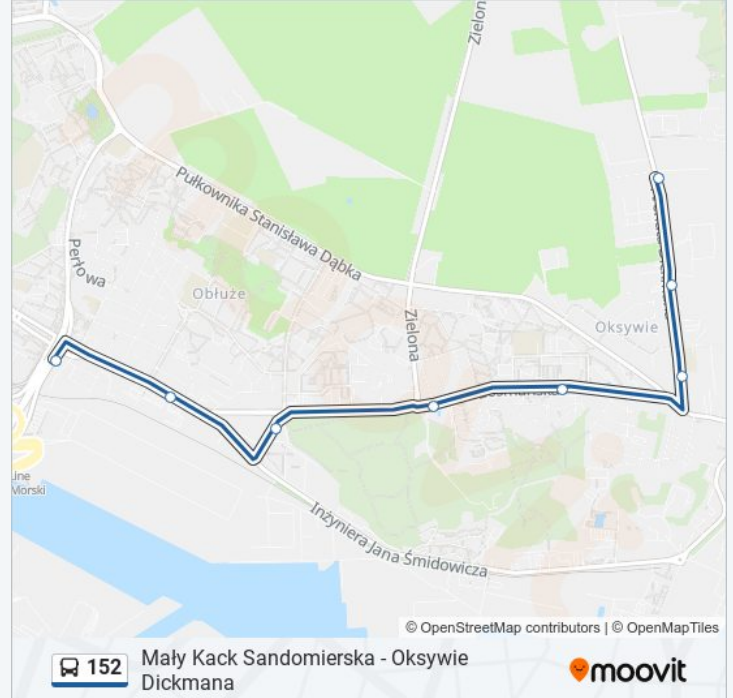 Zielon
Pułkownika Stanisława Dąbka
Perłowa
Obłuże
Zielona
Oksywie
Inżyniera Jana Śmidowicza
Morski
© OpenStreetMap contributors | © OpenMapTiles
152
Mały Kack Sandomierska - Oksywie
Dickmana
moovit